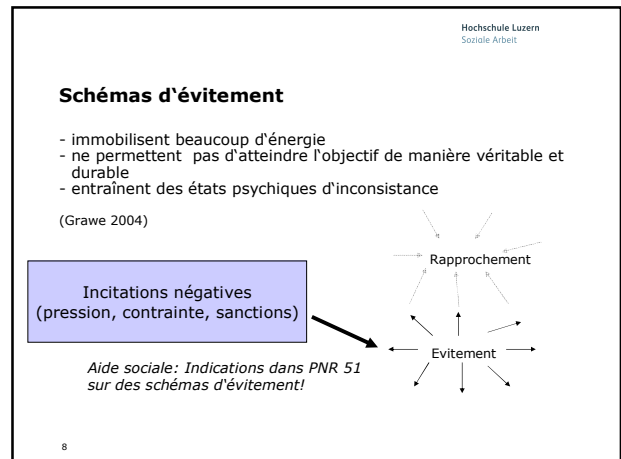 Hochschule Luzern
Soziale Arbeit
Schémas d‘évitement
- immobilisent beaucoup d‘énergie
- ne permettent  pas d‘atteindre l‘objectif de manière véritable et
durable
- entraînent des états psychiques d‘inconsistance
(Grawe 2004)
Rapprochement
Incitations négatives
(pression, contrainte, sanctions)
Evitement
Aide sociale: Indications dans PNR 51
sur des schémas d‘évitement!
8